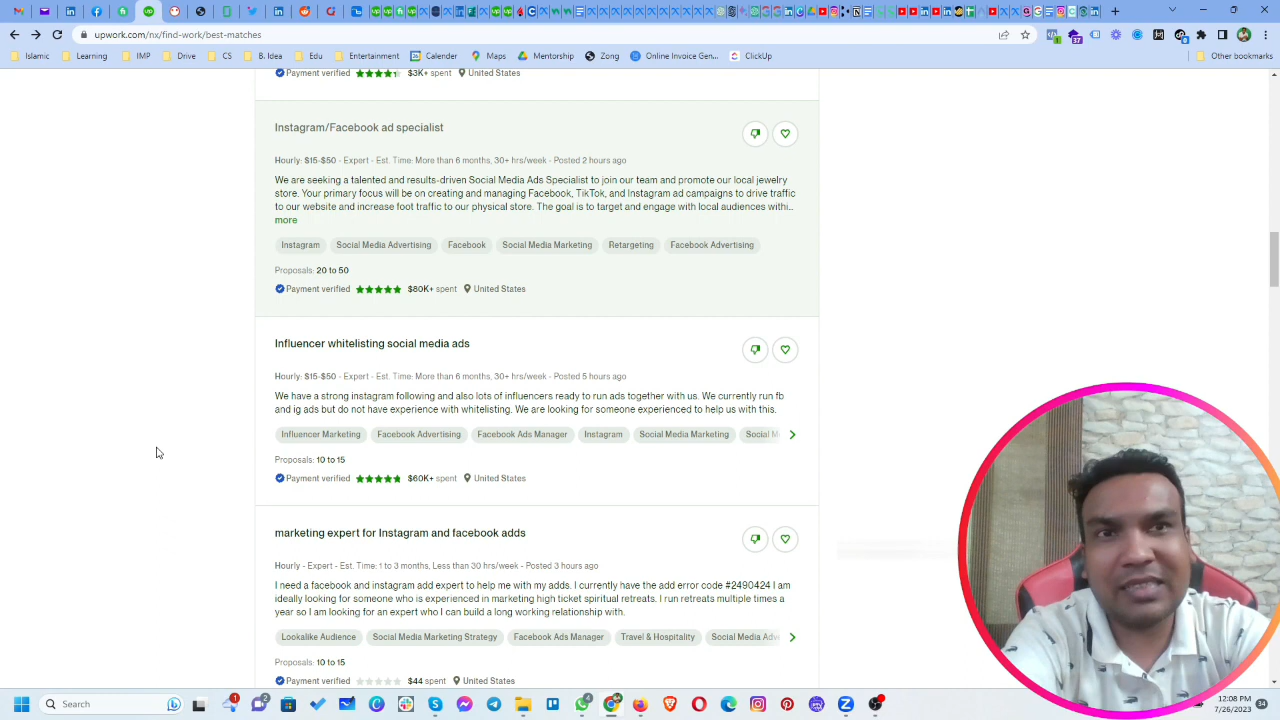 upwork.com/nx/find-work/best-matches
1
37
Islamic
Learning
IMP
Drive
CS
B. Idea
Edu
Entertainment
Calender
Maps
Mentorship
Zong
Online Invoice Gen...
ClickUp
Other bookmarks
Payment verified $3K+ spent United States
Instagram/Facebook ad specialist
Hourly: $15-$50 - Expert - Est. Time: More than 6 months, 30+ hrs/week - Posted 2 hours ago
We are seeking a talented and results-driven Social Media Ads Specialist to join our team and promote our local jewelry
store. Your primary focus will be on creating and managing Facebook, TikTok, and Instagram ad campaigns to drive traffic
to our website and increase foot traffic to our physical store. The goal is to target and engage with local audiences withi...
more
Instagram
Social Media Advertising
Facebook
Social Media Marketing
Retargeting
Facebook Advertising
Proposals: 20 to 50
Payment verified $80K+ spent United States
Influencer whitelisting social media ads
Hourly: $15-$50 - Expert - Est. Time: More than 6 months, 30+ hrs/week - Posted 5 hours ago
We have a strong instagram following and also lots of influencers ready to run ads together with us. We currently run fb
and ig ads but do not have experience with whitelisting. We are looking for someone experienced to help us with this.
Influencer Marketing
Facebook Advertising
Facebook Ads Manager
Instagram
Social Media Marketing
Social M
Proposals: 10 to 15
Payment verified $60K+ spent United States
marketing expert for Instagram and facebook adds
Hourly - Expert - Est. Time: 1 to 3 months, Less than 30 hrs/week - Posted 3 hours ago
I need a facebook and instagram add expert to help me with my adds. I currently have the add error code #2490424 I am
ideally looking for someone who is experienced in marketing high ticket spiritual retreats. I run retreats multiple times a
year so I am looking for an expert who I can build a long working relationship with.
Lookalike Audience
Social Media Marketing Strategy
Facebook Ads Manager
Travel & Hospitality
Social Media Adv
Proposals: 10 to 15
Payment verified $44 spent United States
Search
12:08 PM
7/26/2023
34